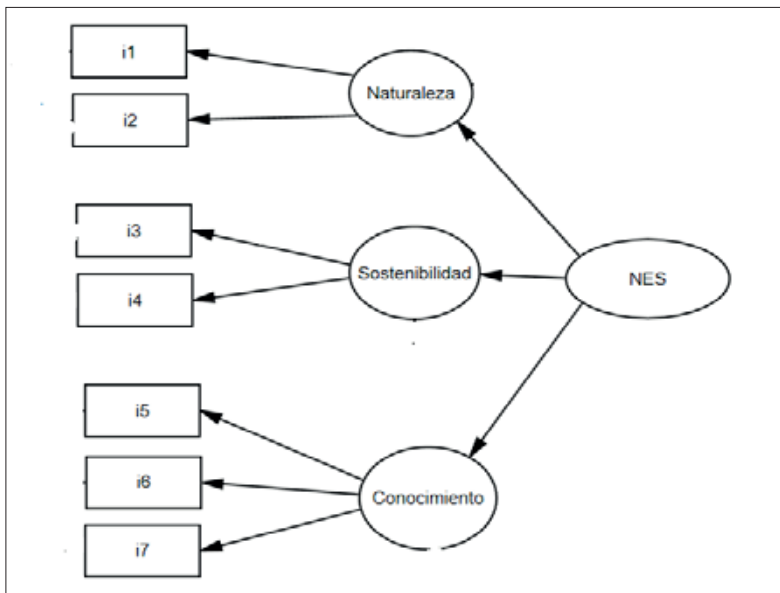 i1
Naturaleza
i2
i3
Sostenibilidad
NES
i4
i5
i6
Conocimiento
i7